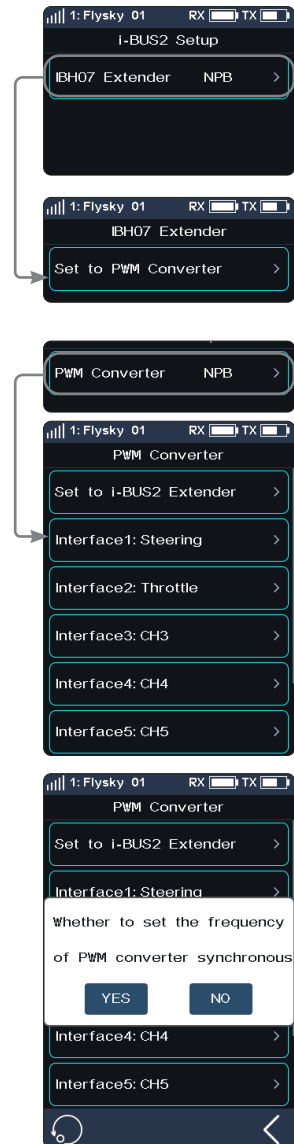 1: Flysky 01 RX TX
i-BUS2 Setup
IBH07 Extender NPB >
1: Flysky 01 RX TX
IBH07 Extender
Set to PWM Converter >
PWM Converter NPB >
1: Flysky 01 RX TX
PWM Converter
Set to i-BUS2 Extender >
Interface1: Steering >
Interface2: Throttle >
Interface3: CH3 >
Interface4: CH4 >
Interface5: CH5 >
1: Flysky 01 RX TX
PWM Converter
Set to i-BUS2 Extender >
Interface1: Steering
Whether to set the frequency
of PWM converter synchronous
YES NO
Interface4: CH4 >
Interface5: CH5 >